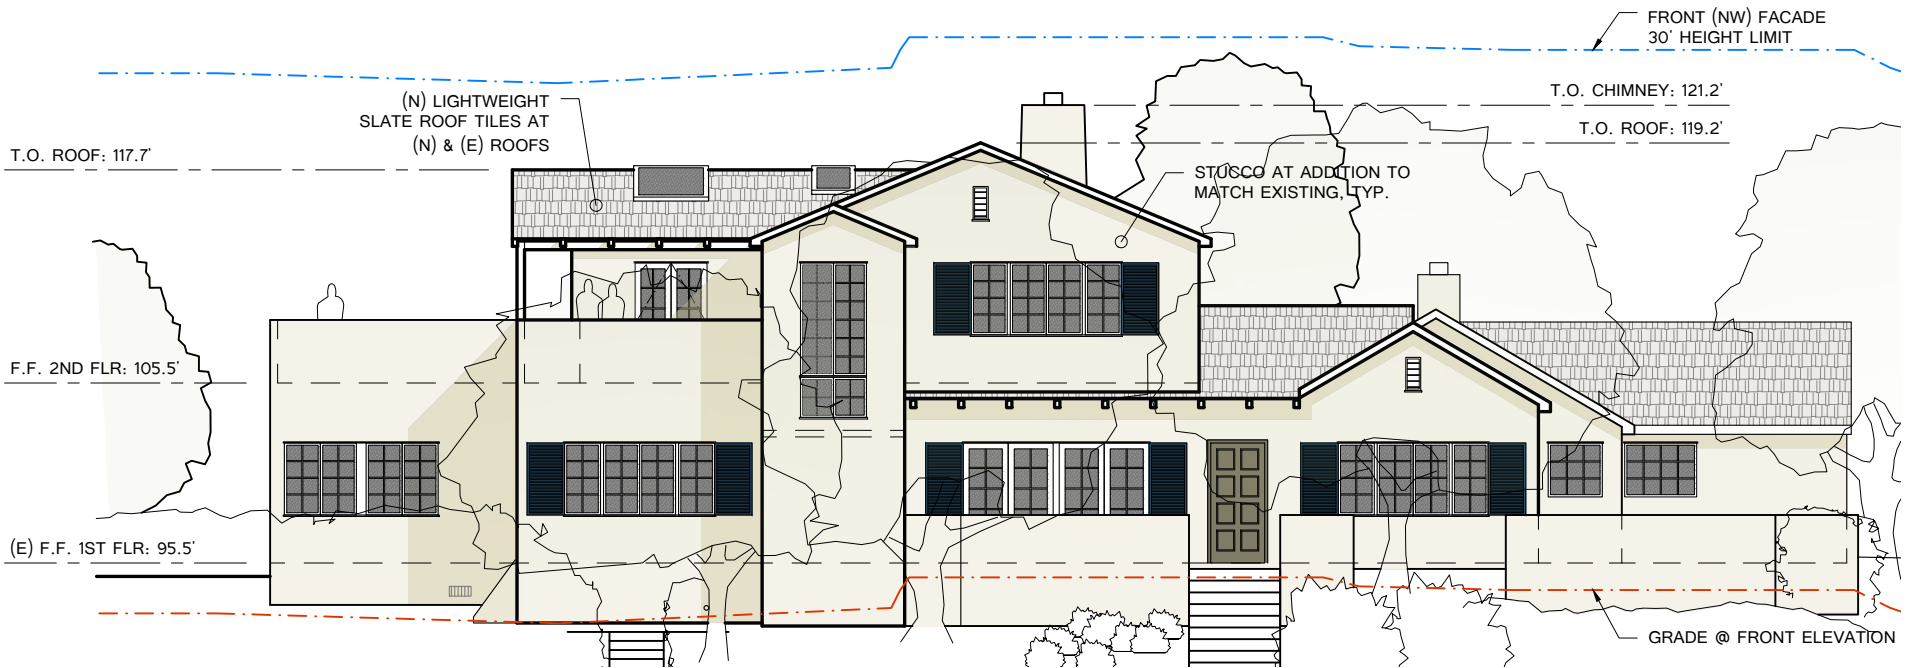 FRONT (NW) FACADE
30' HEIGHT LIMIT
(N) LIGHTWEIGHT
SLATE ROOF TILES AT
(N) & (E) ROOFS
T.O. CHIMNEY: 121.2'
T.O. ROOF: 119.2'
T.O. ROOF: 117.7'
STUCCO AT ADDITION TO
MATCH EXISTING, TYP.
F.F. 2ND FLR: 105.5'
(E) F.F. 1ST FLR: 95.5'
GRADE @ FRONT ELEVATION